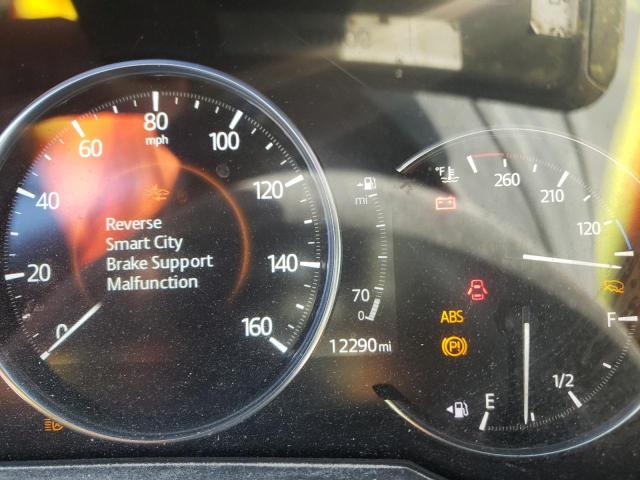 80
mph
60
100
40
120
20
140
0
160
Reverse
Smart City
Brake Support
Malfunction
mi
70
0
12290 mi
°F
260
210
120
ABS
(P!)
F
1/2
E